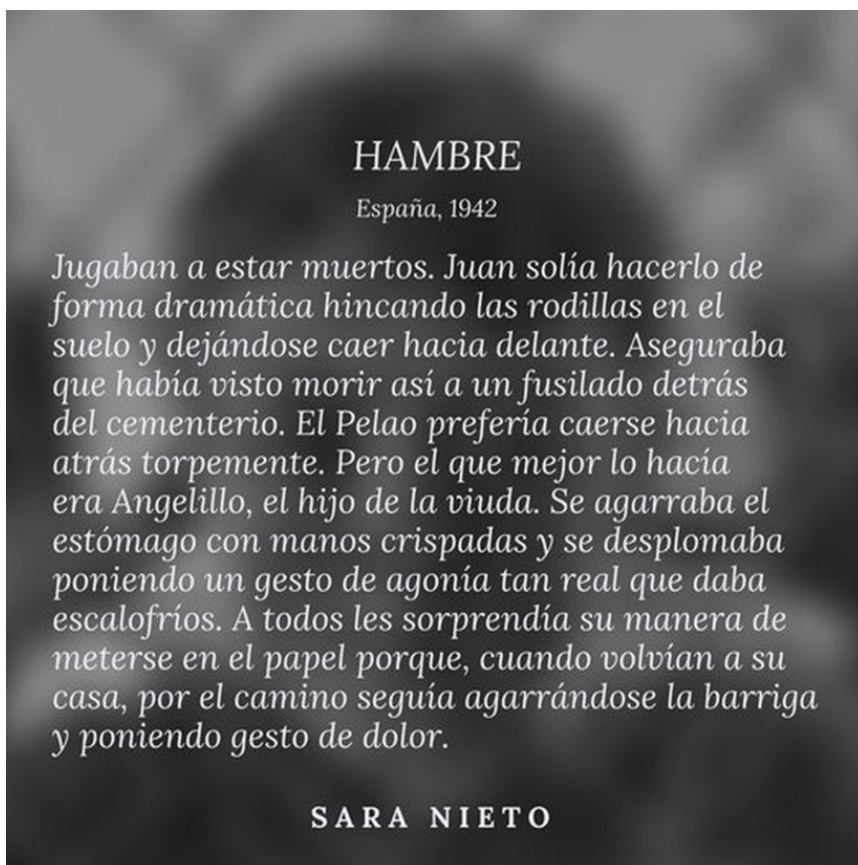 HAMBRE
España, 1942
Jugaban a estar muertos. Juan solía hacerlo de
forma dramática hincando las rodillas en el
suelo y dejándose caer hacia delante. Aseguraba
que había visto morir así a un fusilado detrás
del cementerio. El Pelao prefería caerse hacia
atrás torpemente. Pero el que mejor lo hacía
era Angelillo, el hijo de la viuda. Se agarraba el
estómago con manos crispadas y se desplomaba
poniendo un gesto de agonía tan real que daba
escalofríos. A todos les sorprendía su manera de
meterse en el papel porque, cuando volvían a su
casa, por el camino seguía agarrándose la barriga
y poniendo gesto de dolor.
SARA NIETO